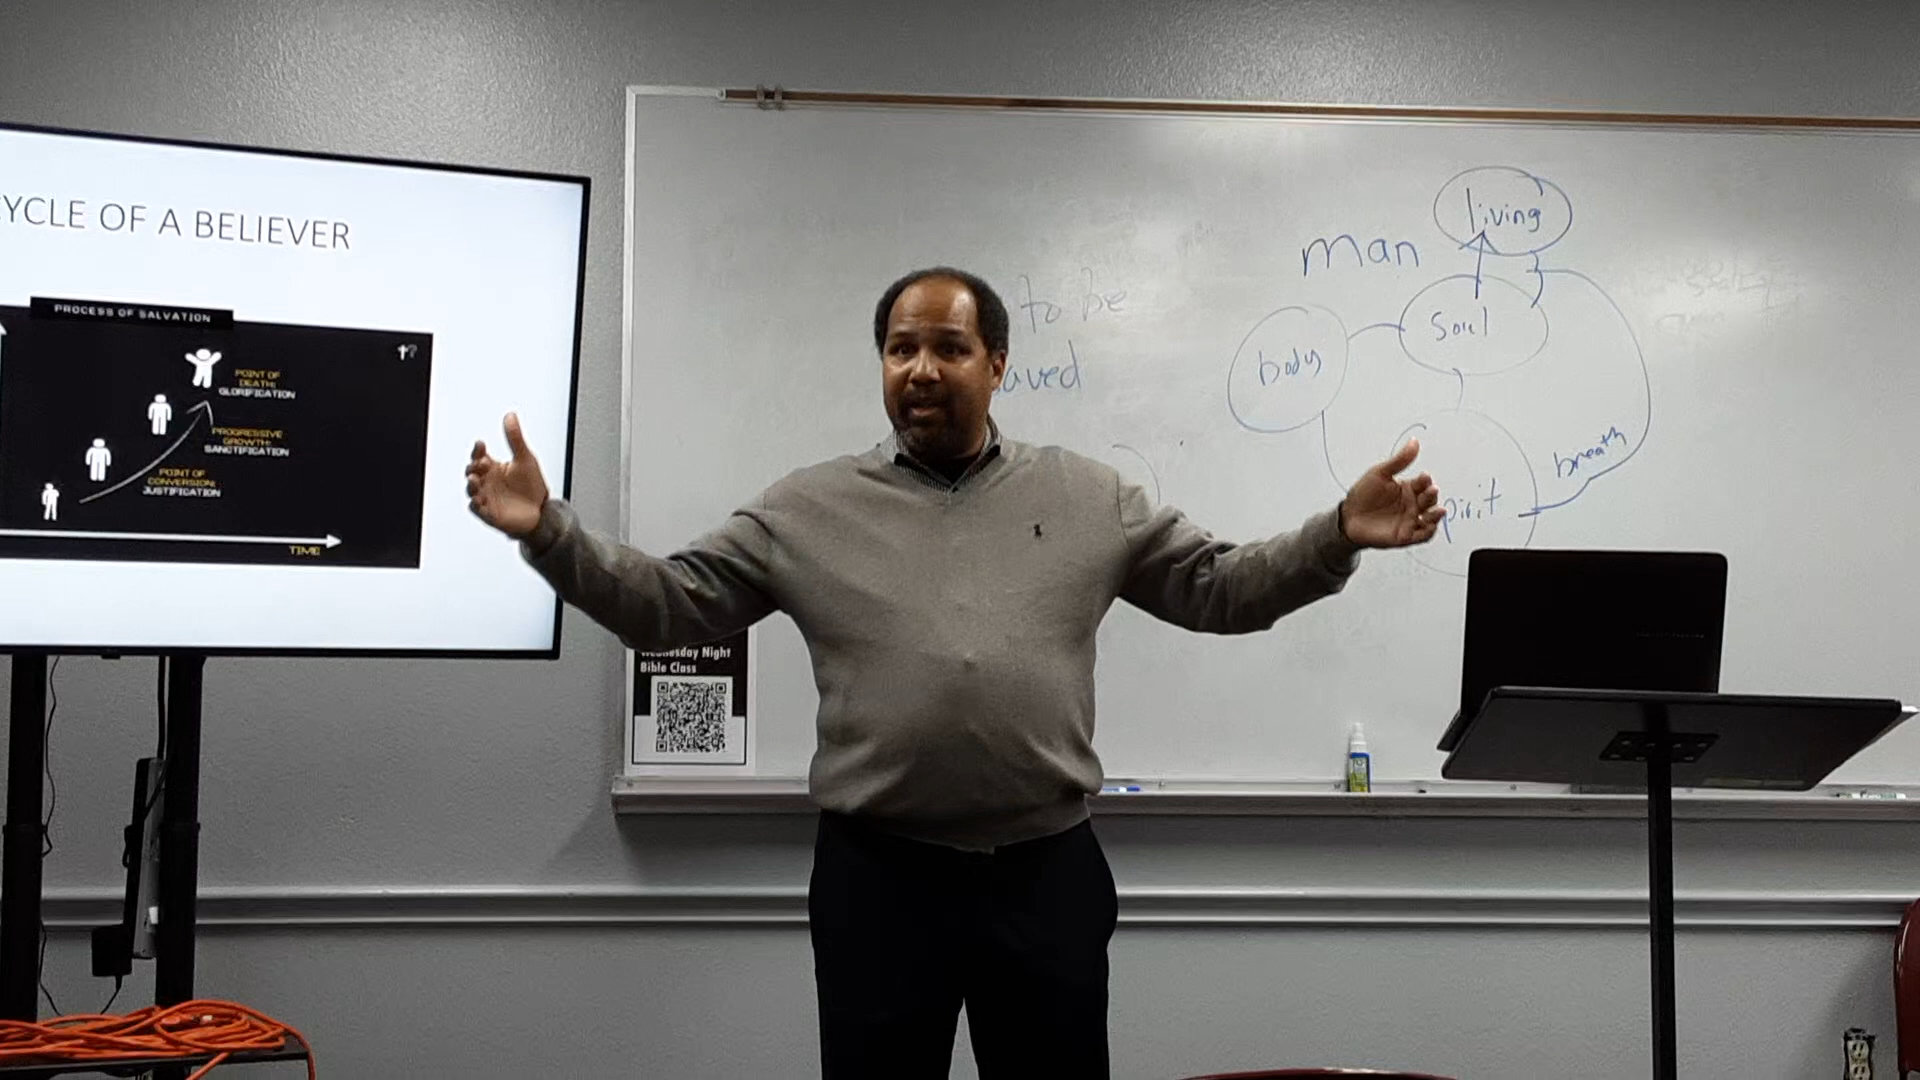 YCLE OF A BELIEVER
PROCESS OF SALVATION
POINT OF
DEATH:
GLORIFICATION
PROGRESSIVE
GROWTH:
SANCTIFICATION
POINT OF
CONVERSION:
JUSTIFICATION
TIME
Wednesday Night
Bible Class
to be
aved
man
living
soul
body
pirit
breath